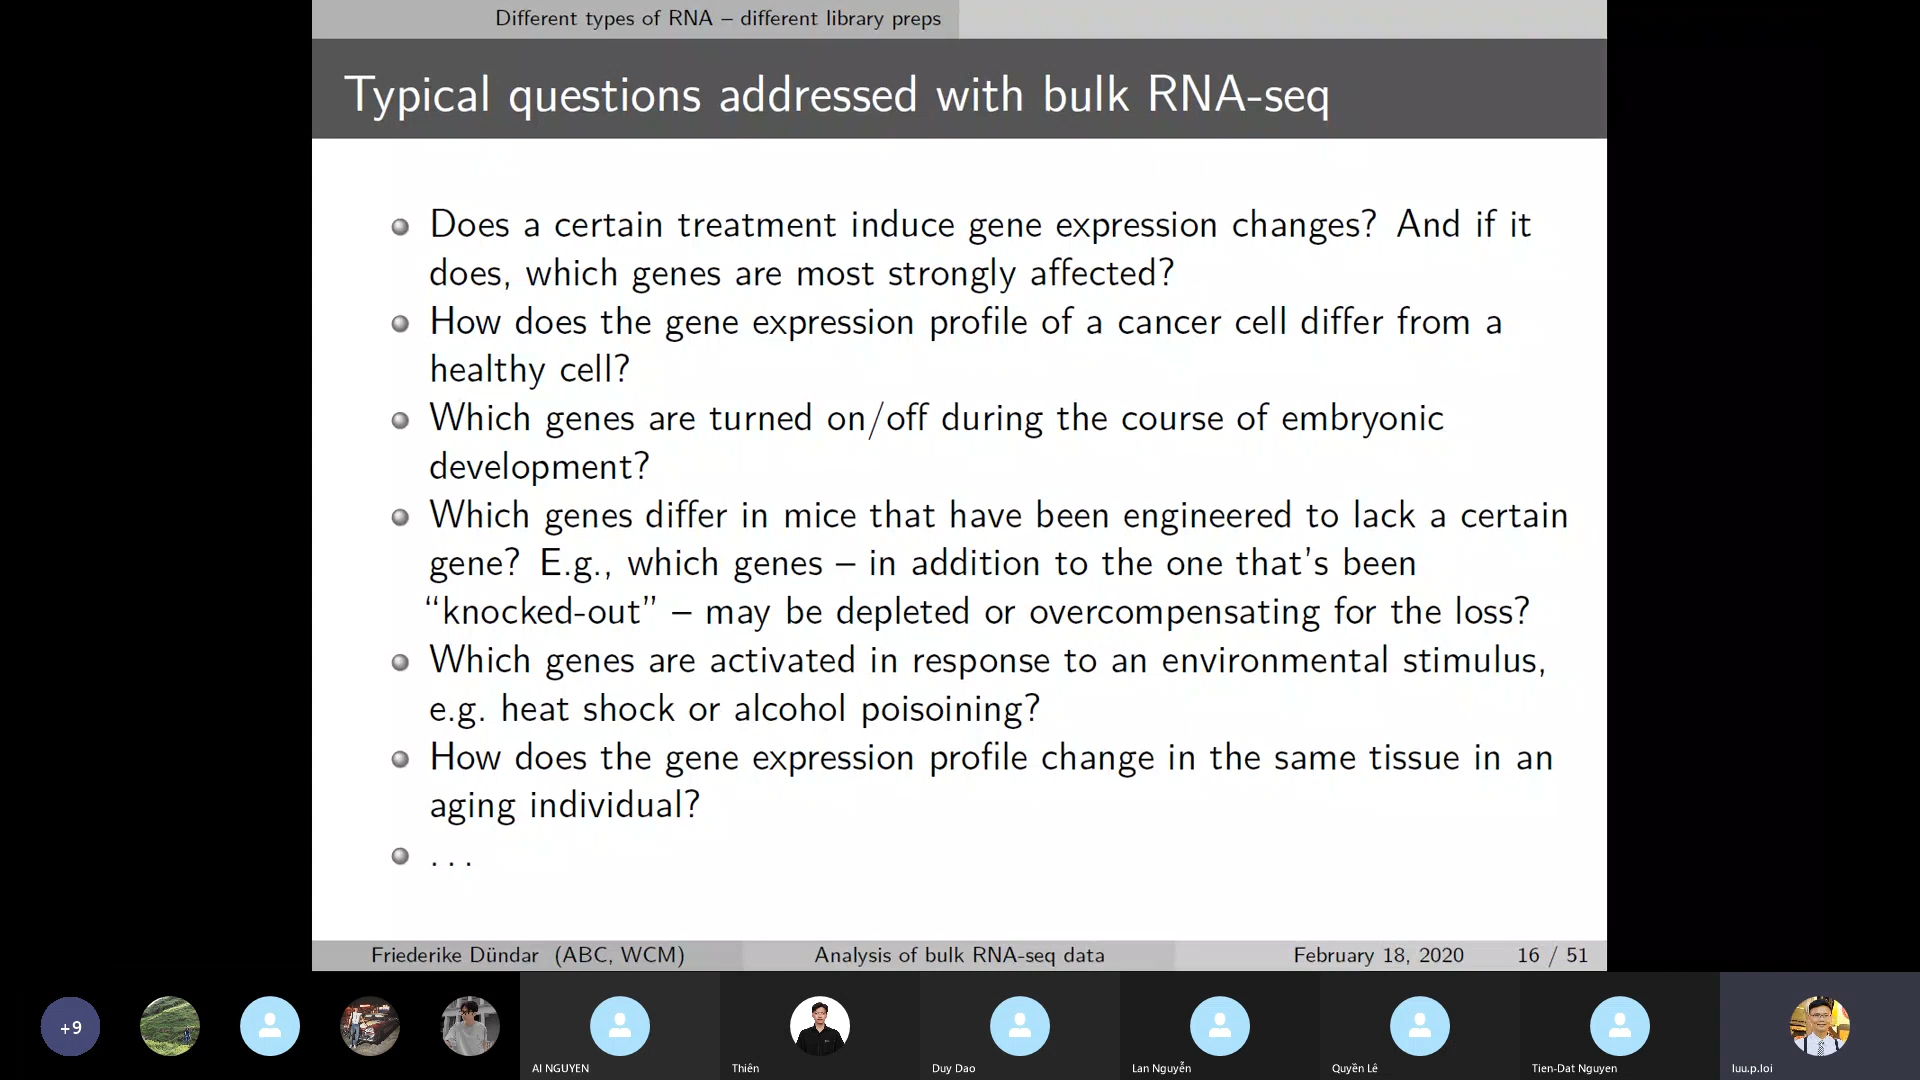 Different types of RNA – different library preps
Typical questions addressed with bulk RNA-seq
Does a certain treatment induce gene expression changes? And if it
does, which genes are most strongly affected?
How does the gene expression profile of a cancer cell differ from a
healthy cell?
Which genes are turned on/off during the course of embryonic
development?
Which genes differ in mice that have been engineered to lack a certain
gene? E.g., which genes – in addition to the one that's been
“knocked-out” – may be depleted or overcompensating for the loss?
Which genes are activated in response to an environmental stimulus,
e.g. heat shock or alcohol poisoining?
How does the gene expression profile change in the same tissue in an
aging individual?
. . .
Friederike Dündar (ABC, WCM) Analysis of bulk RNA-seq data February 18, 2020 16 / 51
+9
AI NGUYEN Thiên Duy Dao Lan Nguyễn Quyền Lê Tien-Dat Nguyen luu.p.loi